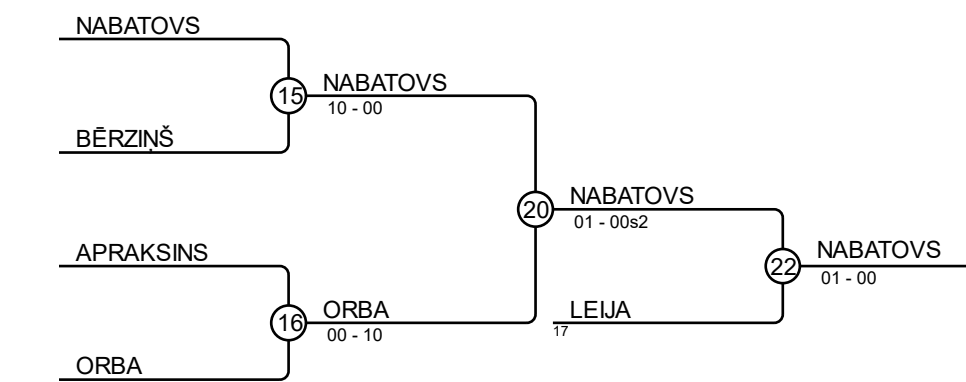 NABATOVS
15
NABATOVS
10 - 00
BĒRZIŅŠ
20
NABATOVS
01 - 00s2
APRAKSINS
22
NABATOVS
01 - 00
16
ORBA
00 - 10
LEIJA
17
ORBA